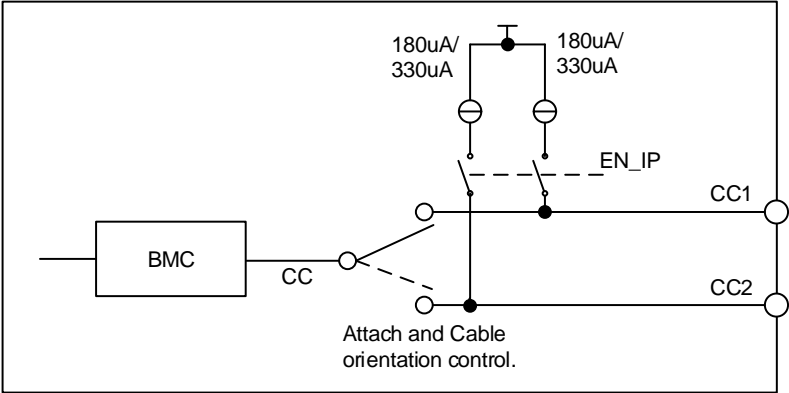 180uA/
330uA
180uA/
330uA
EN_IP
CC1
BMC
CC
CC2
Attach and Cable
orientation control.